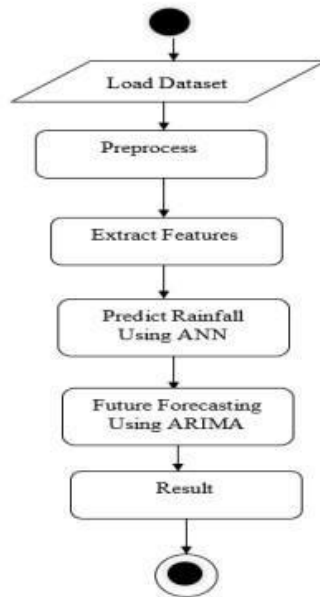 Load Dataset
Preprocess
Extract Features
Predict Rainfall
Using ANN
Future Forecasting
Using ARIMA
Result